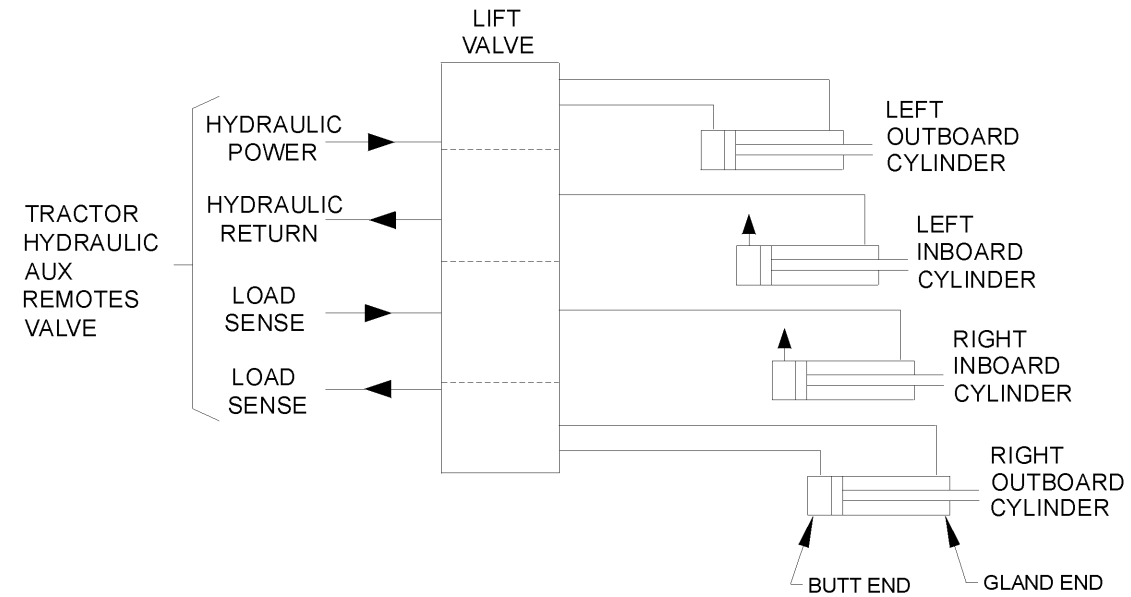 LIFT
VALVE
TRACTOR
HYDRAULIC
AUX
REMOTES
VALVE
HYDRAULIC
POWER
HYDRAULIC
RETURN
LOAD
SENSE
LOAD
SENSE
LEFT
OUTBOARD
CYLINDER
LEFT
INBOARD
CYLINDER
RIGHT
INBOARD
CYLINDER
RIGHT
OUTBOARD
CYLINDER
BUTT END
GLAND END